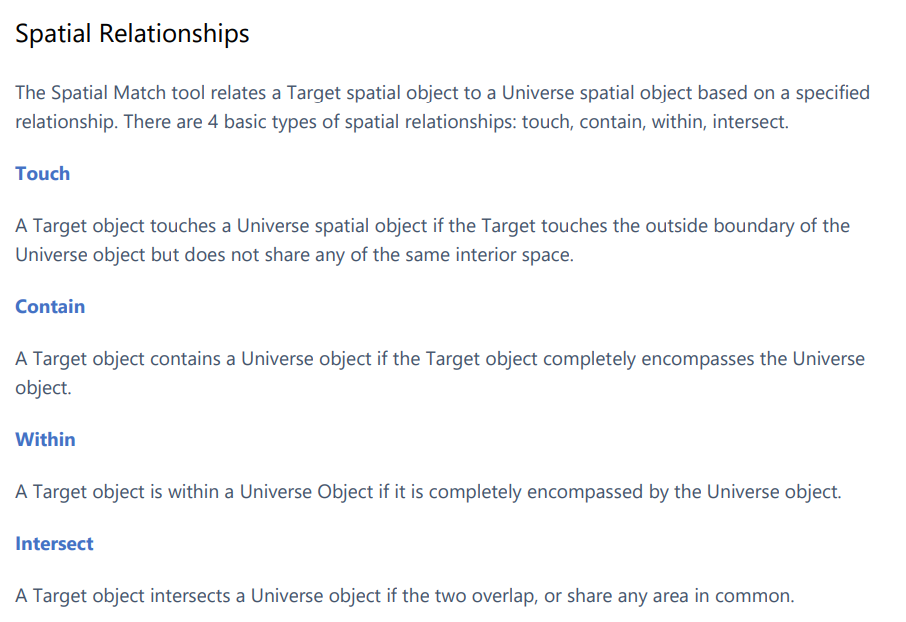 Spatial Relationships
The Spatial Match tool relates a Target spatial object to a Universe spatial object based on a specified
relationship. There are 4 basic types of spatial relationships: touch, contain, within, intersect.
Touch
A Target object touches a Universe spatial object if the Target touches the outside boundary of the
Universe object but does not share any of the same interior space.
Contain
A Target object contains a Universe object if the Target object completely encompasses the Universe
object.
Within
A Target object is within a Universe Object if it is completely encompassed by the Universe object.
Intersect
A Target object intersects a Universe object if the two overlap, or share any area in common.